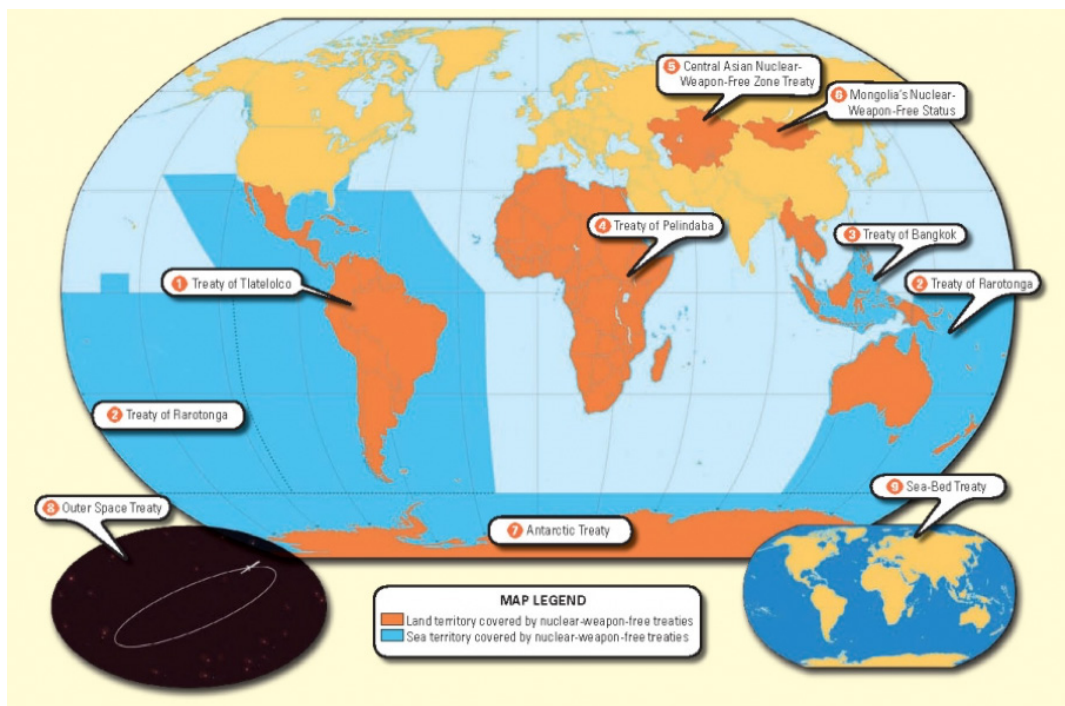 5 Central Asian Nuclear-
Weapon-Free Zone Treaty
6 Mongolia's Nuclear-
Weapon-Free Status
4 Treaty of Pelindaba
3 Treaty of Bangkok
1 Treaty of Tlatelolco
2 Treaty of Rarotonga
2 Treaty of Rarotonga
9 Sea-Bed Treaty
8 Outer Space Treaty
7 Antarctic Treaty
MAP LEGEND
Land territory covered by nuclear-weapon-free treaties
Sea territory covered by nuclear-weapon-free treaties